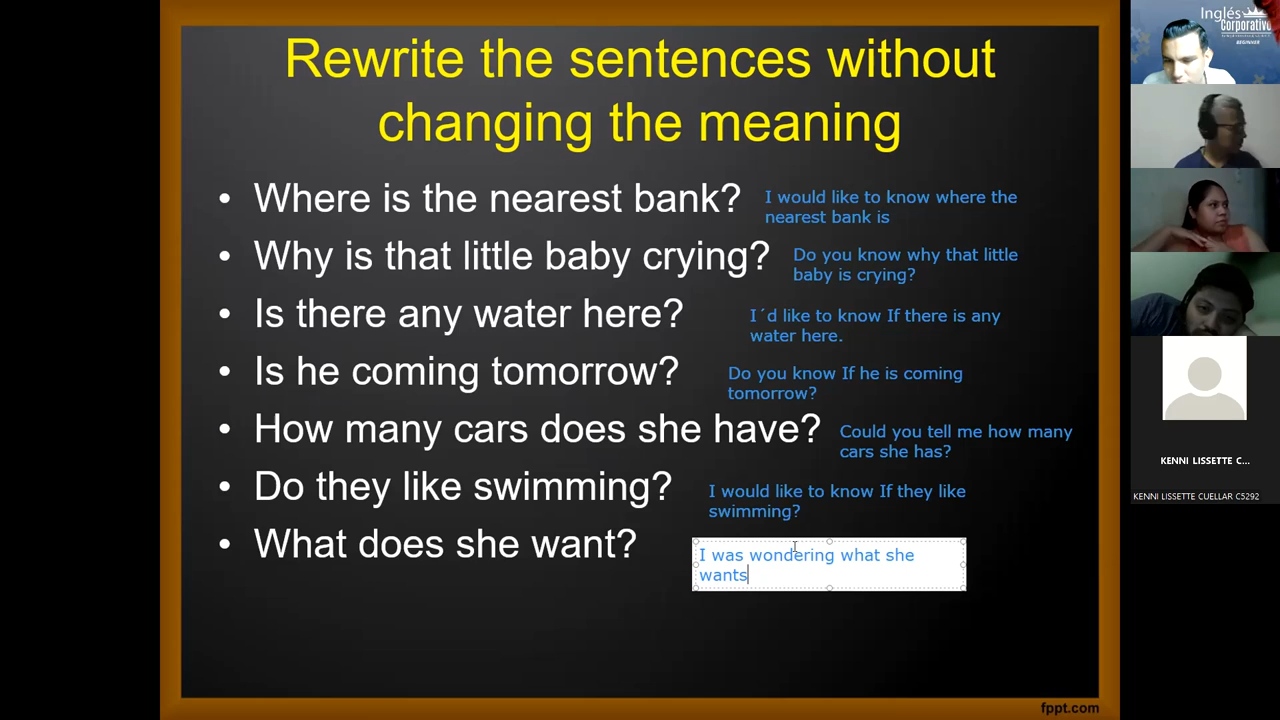 Rewrite the sentences without
changing the meaning
• Where is the nearest bank?
I would like to know where the
nearest bank is
• Why is that little baby crying?
Do you know why that little
baby is crying?
• Is there any water here?
I´d like to know If there is any
water here.
• Is he coming tomorrow?
Do you know If he is coming
tomorrow?
• How many cars does she have?
Could you tell me how many
cars she has?
• Do they like swimming?
I would like to know If they like
swimming?
• What does she want?
I was wondering what she
wants
fppt.com
Inglés
Corporativo
BEGINNER
KENNI LISSETTE C...
KENNI LISSETTE CUELLAR C5292